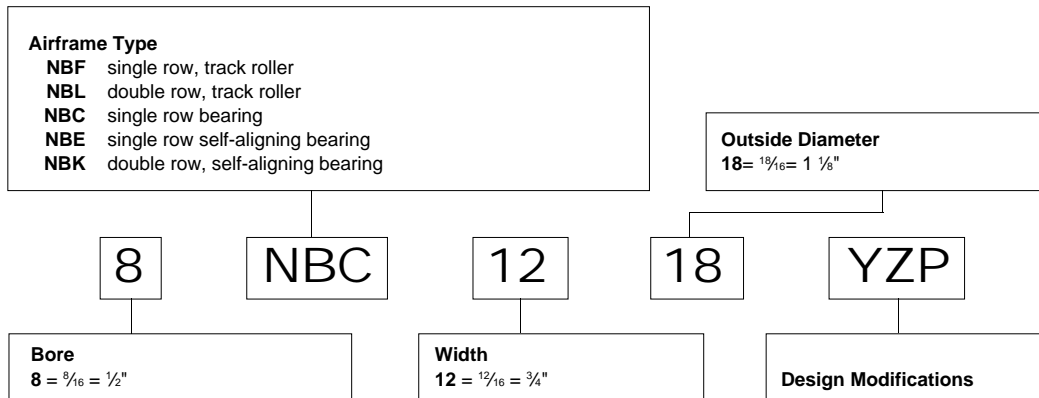 Airframe Type
NBF single row, track roller
NBL double row, track roller
NBC single row bearing
NBE single row self-aligning bearing
NBK double row, self-aligning bearing
Outside Diameter
18= 18/16= 1 1/8"
8 NBC 12 18 YZP
Bore
8 = 8/16 = 1/2"
Width
12 = 12/16 = 3/4"
Design Modifications